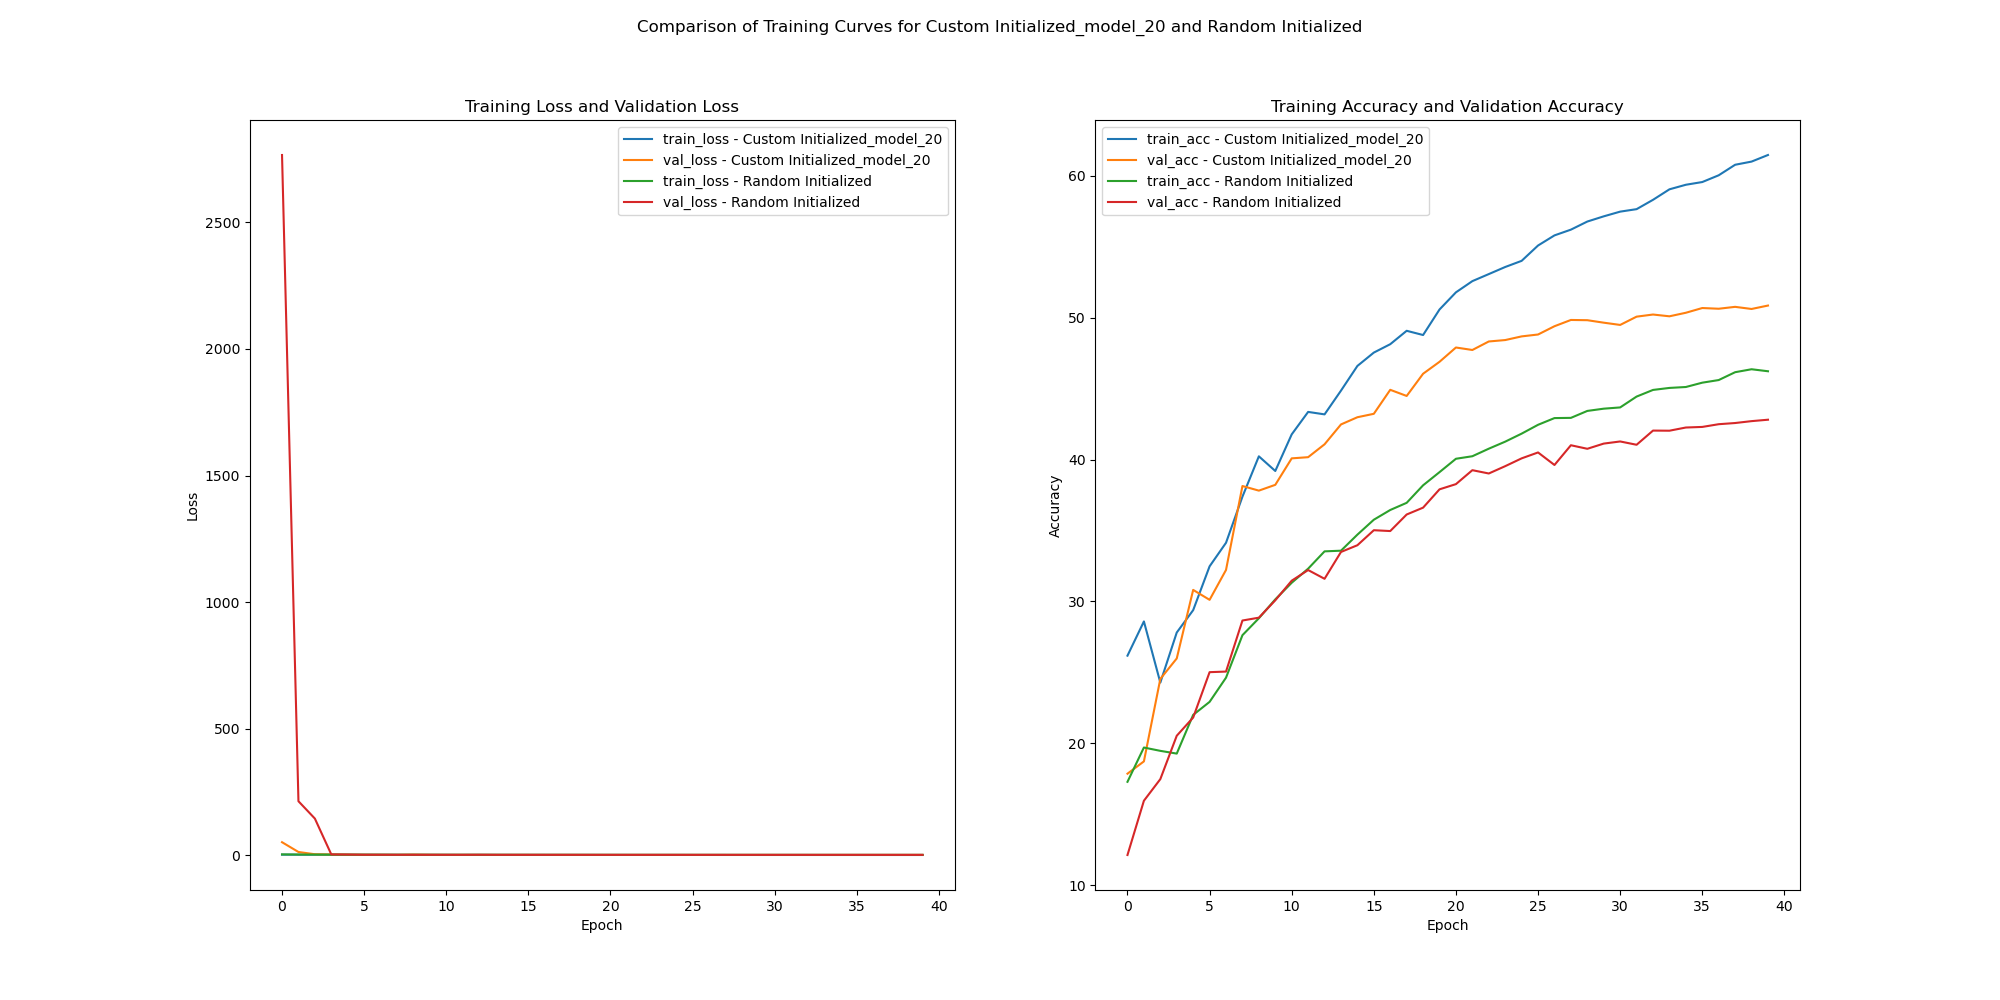 Comparison of Training Curves for Custom Initialized_model_20 and Random Initialized
Training Loss and Validation Loss
train_loss - Custom Initialized_model_20
val_loss - Custom Initialized_model_20
train_loss - Random Initialized
val_loss - Random Initialized
2500
2000
1500
1000
500
0
Loss
0 5 10 15 20 25 30 35 40
Epoch
Training Accuracy and Validation Accuracy
train_acc - Custom Initialized_model_20
val_acc - Custom Initialized_model_20
train_acc - Random Initialized
val_acc - Random Initialized
60
50
40
30
20
10
Accuracy
0 5 10 15 20 25 30 35 40
Epoch